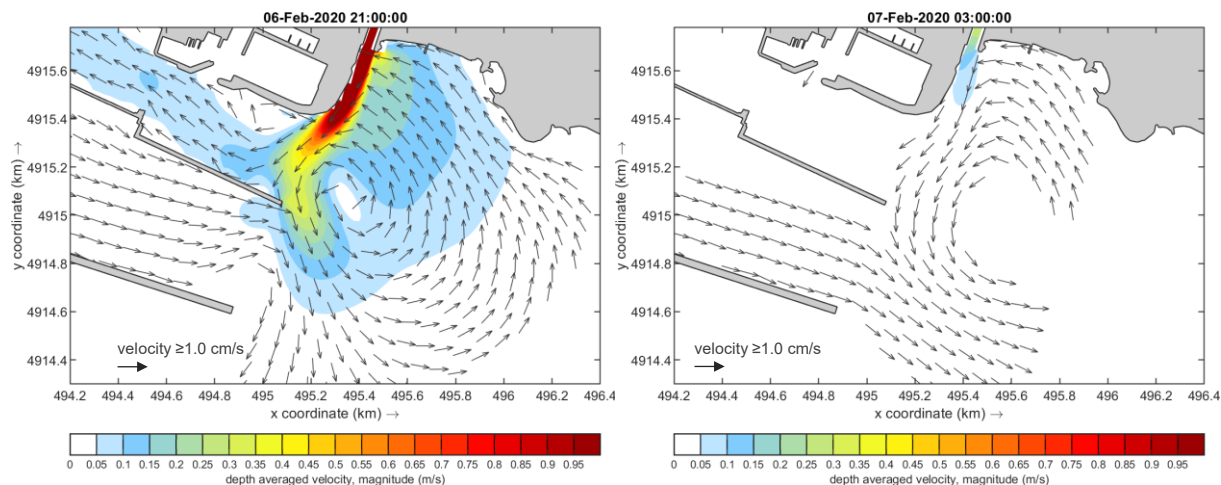 06-Feb-2020 21:00:00
4915.6
4915.4
4915.2
4915
4914.8
4914.6
4914.4
y coordinate (km) →
velocity ≥1.0 cm/s
494.2 494.4 494.6 494.8 495 495.2 495.4 495.6 495.8 496 496.2 496.4
x coordinate (km) →
0 0.05 0.1 0.15 0.2 0.25 0.3 0.35 0.4 0.45 0.5 0.55 0.6 0.65 0.7 0.75 0.8 0.85 0.9 0.95
depth averaged velocity, magnitude (m/s)
07-Feb-2020 03:00:00
4915.6
4915.4
4915.2
4915
4914.8
4914.6
4914.4
y coordinate (km) →
velocity ≥1.0 cm/s
494.2 494.4 494.6 494.8 495 495.2 495.4 495.6 495.8 496 496.2 496.4
x coordinate (km) →
0 0.05 0.1 0.15 0.2 0.25 0.3 0.35 0.4 0.45 0.5 0.55 0.6 0.65 0.7 0.75 0.8 0.85 0.9 0.95
depth averaged velocity, magnitude (m/s)